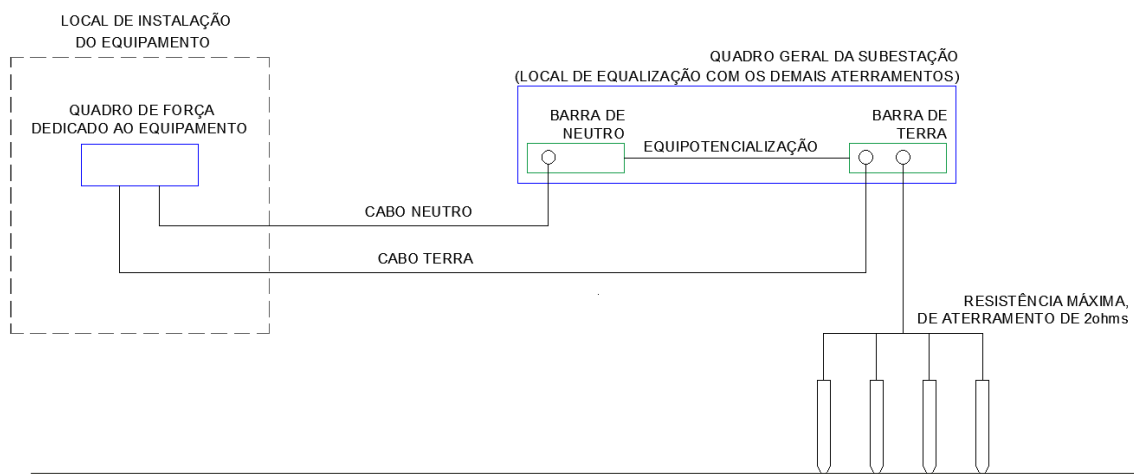 LOCAL DE INSTALAÇÃO
DO EQUIPAMENTO
QUADRO DE FORÇA
DEDICADO AO EQUIPAMENTO
QUADRO GERAL DA SUBESTAÇÃO
(LOCAL DE EQUALIZAÇÃO COM OS DEMAIS ATERRAMENTOS)
BARRA DE
NEUTRO
EQUIPOTENCIALIZAÇÃO
BARRA DE
TERRA
CABO NEUTRO
CABO TERRA
RESISTÊNCIA MÁXIMA,
DE ATERRAMENTO DE 2ohms